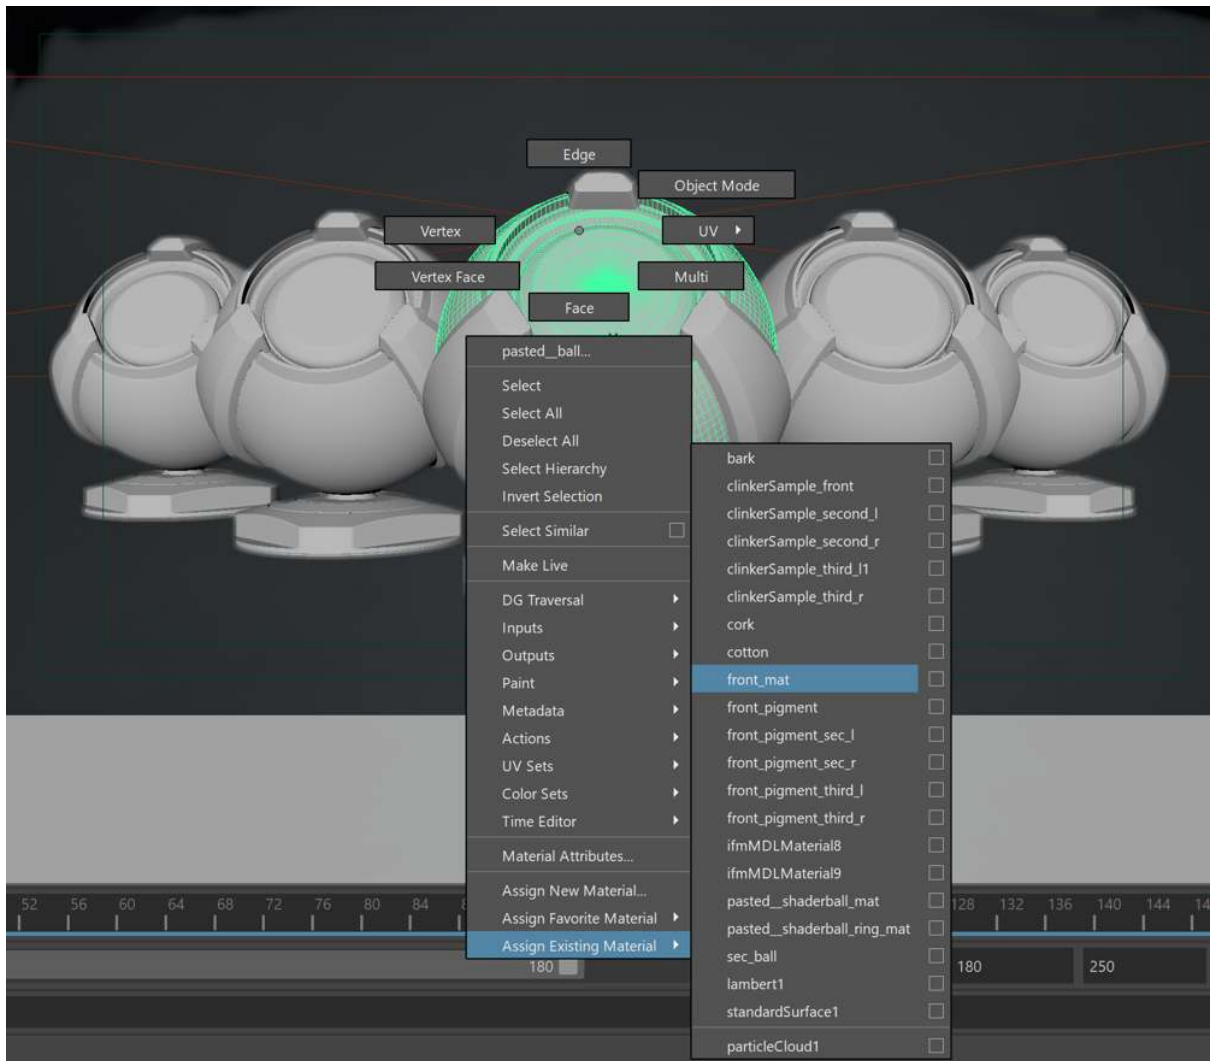 Edge
Object Mode
Vertex
UV
Vertex Face
Multi
Face
pasted__ball...
Select
Select All
Deselect All
Select Hierarchy
Invert Selection
Select Similar
Make Live
DG Traversal
Inputs
Outputs
Paint
Metadata
Actions
UV Sets
Color Sets
Time Editor
Material Attributes...
Assign New Material...
Assign Favorite Material
Assign Existing Material
bark
clinkerSample_front
clinkerSample_second_l
clinkerSample_second_r
clinkerSample_third_l1
clinkerSample_third_r
cork
cotton
front_mat
front_pigment
front_pigment_sec_l
front_pigment_sec_r
front_pigment_third_l
front_pigment_third_r
ifmMDLMaterial8
ifmMDLMaterial9
pasted__shaderball_mat
pasted__shaderball_ring_mat
sec_ball
lambert1
standardSurface1
particleCloud1
52 56 60 64 68 72 76 80 84 128 132 136 140 144
180 180 250